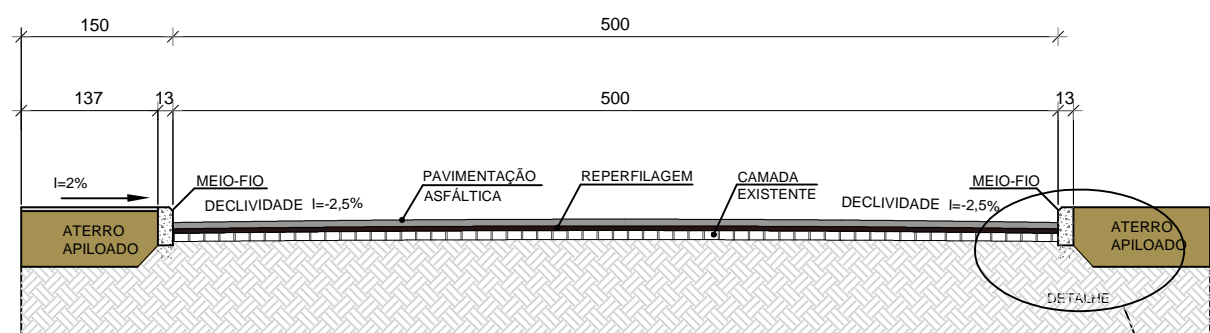 150
500
137
13
500
13
I=2%
MEIO-FIO
DECLIVIDADE I=-2,5%
PAVIMENTAÇÃO
ASFÁLTICA
REPERFILAGEM
CAMADA
EXISTENTE
DECLIVIDADE I=-2,5%
MEIO-FIO
ATERRO
APILOADO
ATERRO
APILOADO
DETALHE